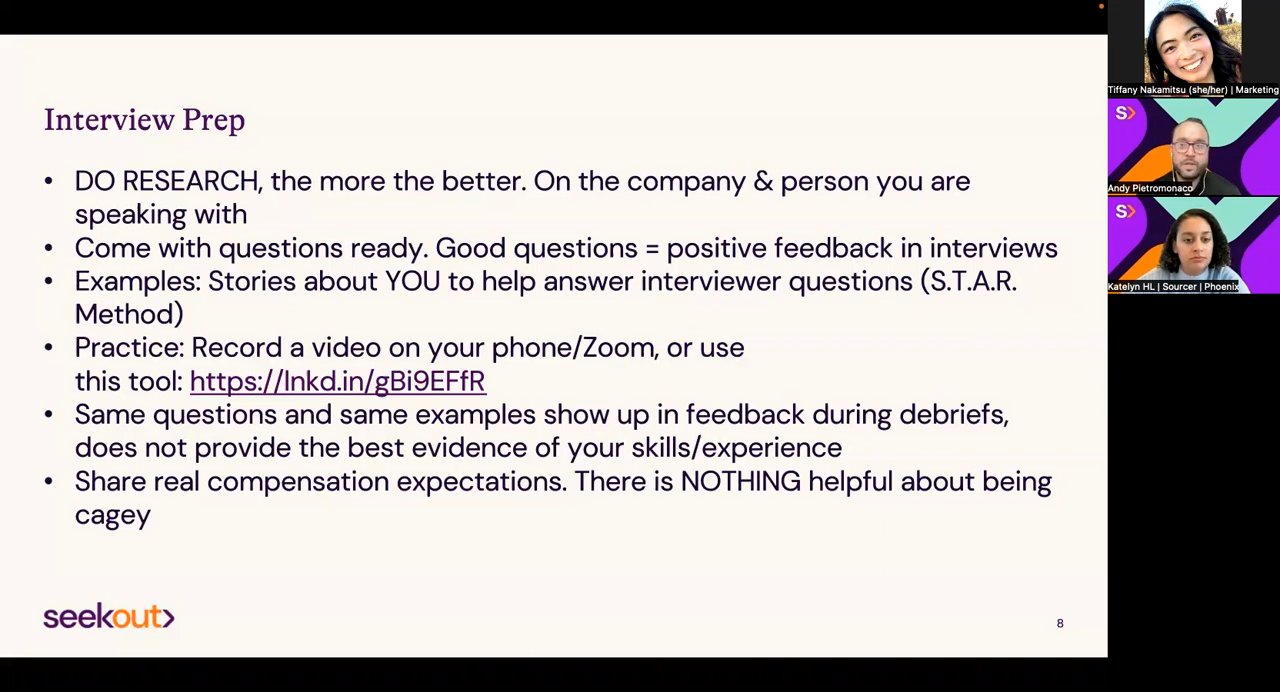 Interview Prep
• DO RESEARCH, the more the better. On the company & person you are
speaking with
• Come with questions ready. Good questions = positive feedback in interviews
• Examples: Stories about YOU to help answer interviewer questions (S.T.A.R.
Method)
• Practice: Record a video on your phone/Zoom, or use
this tool: https://lnkd.in/gBi9EFfR
• Same questions and same examples show up in feedback during debriefs,
does not provide the best evidence of your skills/experience
• Share real compensation expectations. There is NOTHING helpful about being
cagey
seekout>
8
Tiffany Nakamitsu (she/her) | Marketing
S>
Andy Pietromonaco
S>
Katelyn HL | Sourcer | Phoenix